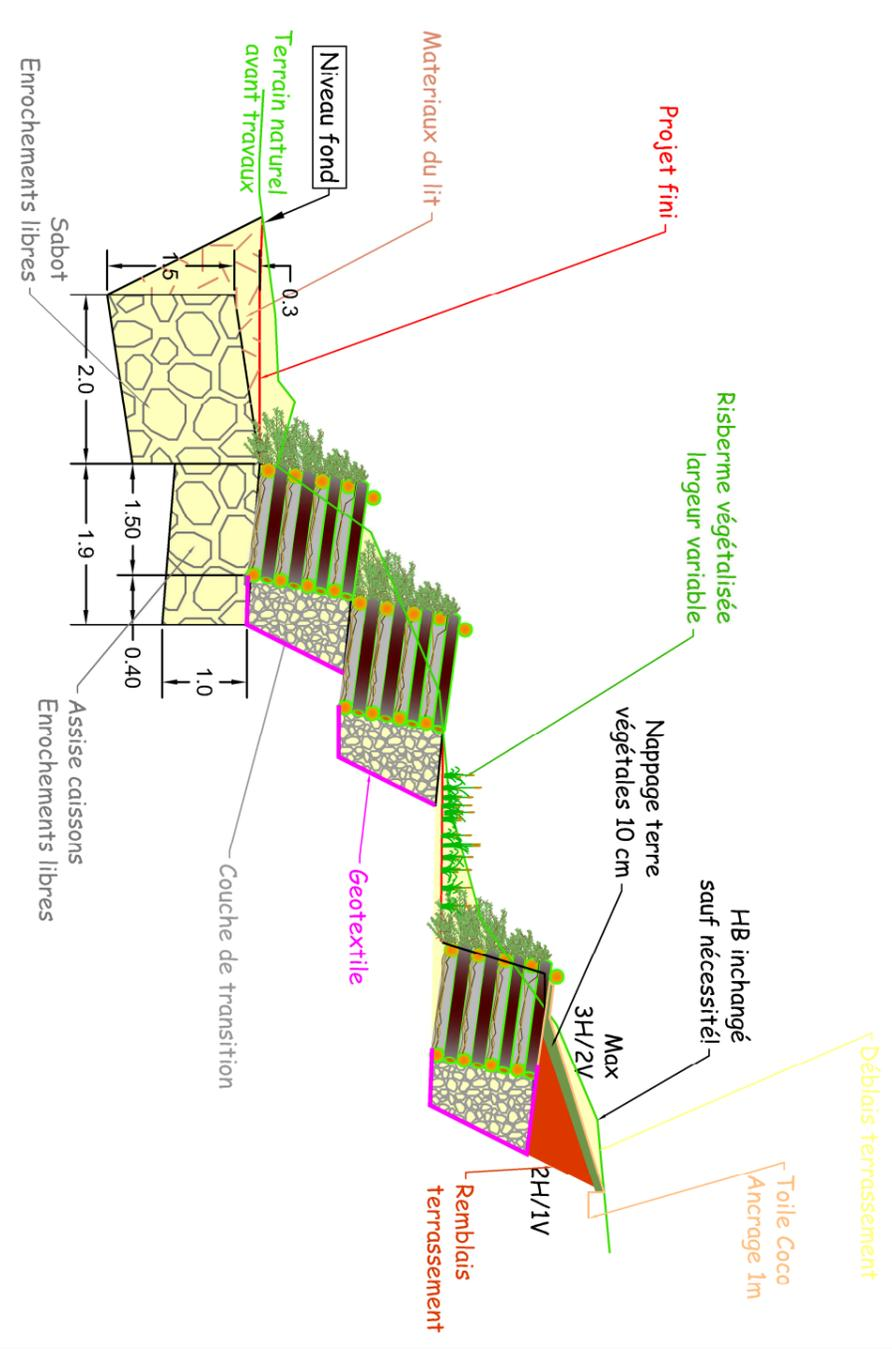 Déblais terrassement
Toile Coco
Ancrage 1m
HB inchangé
sauf nécessité!
Risberme végétalisée
largeur variable
Projet fini
Nappage terre
végétales 10 cm
Max
3H/2V
2H/1V
Remblais
terrassement
Materiaux du lit
Niveau fond
Terrain naturel
avant travaux
0.3
1.5
Geotextile
Couche de transition
1.0
1.50
0.40
2.0
1.9
Sabot
Enrochements libres
Assise caissons
Enrochements libres